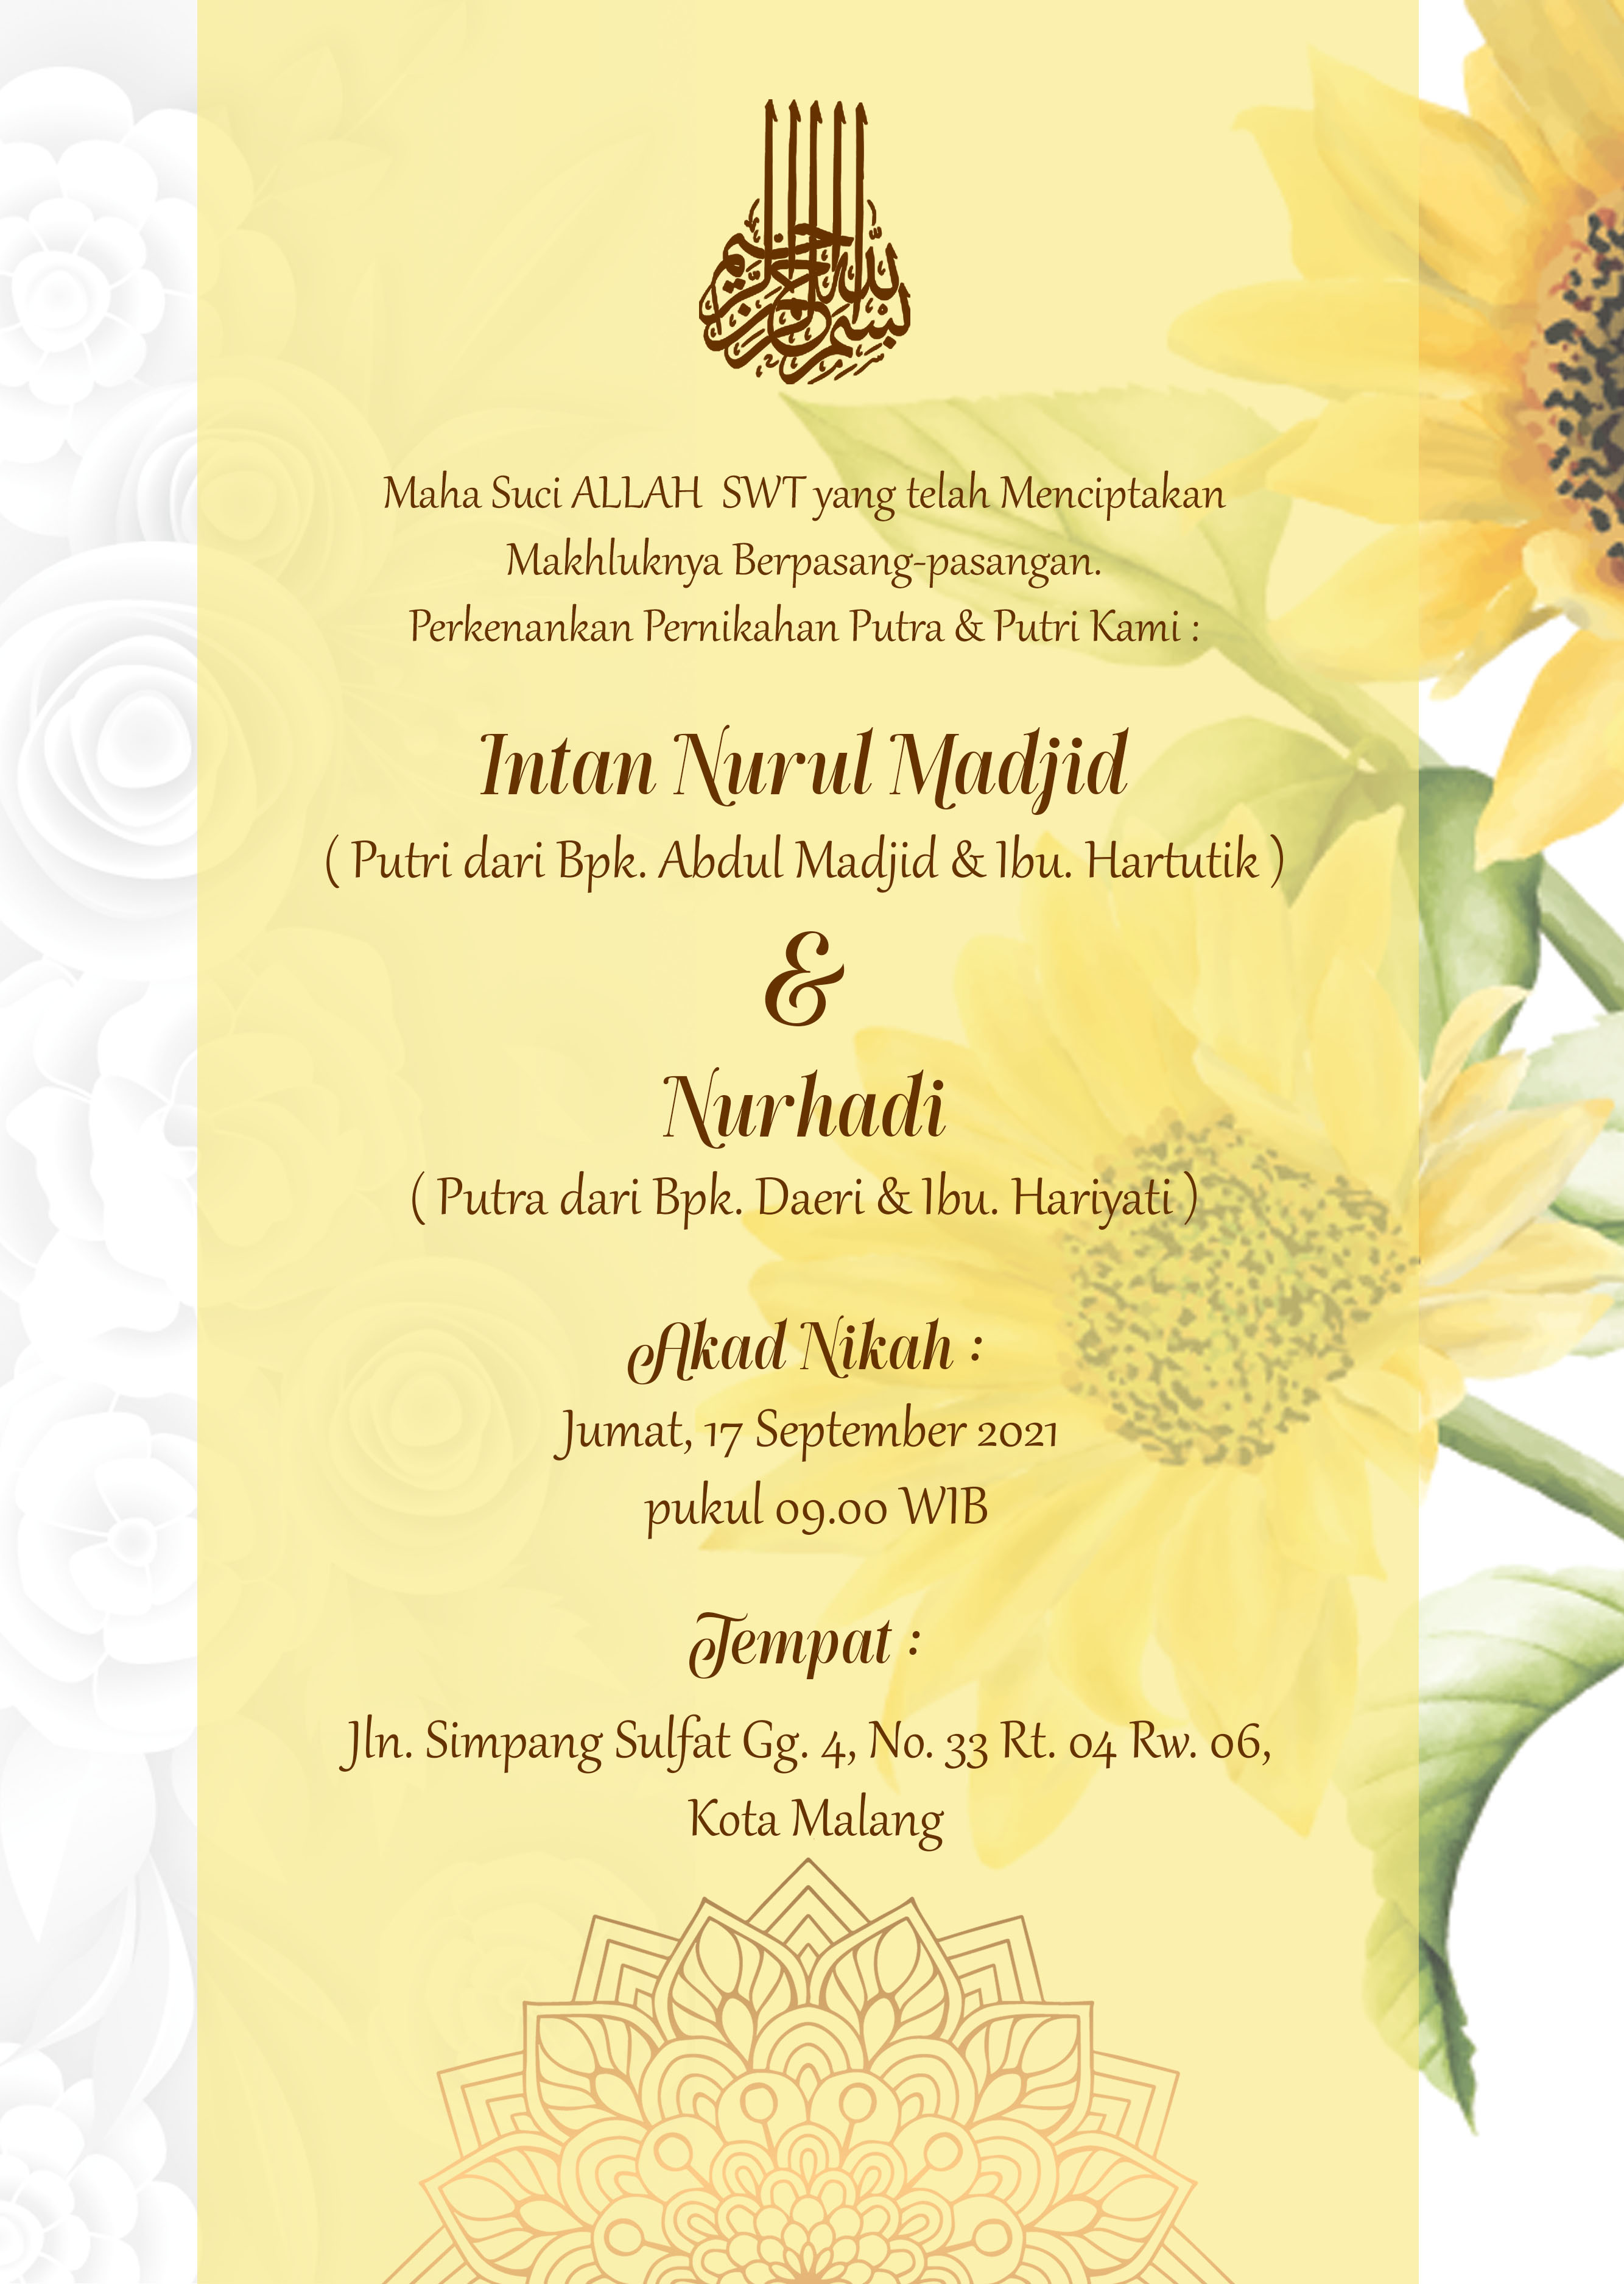 بسم الله الرحمن الرحيم
Maha Suci ALLAH SWT yang telah Menciptakan
Makhluknya Berpasang-pasangan.
Perkenankan Pernikahan Putra & Putri Kami :
Intan Nurul Madjid
( Putri dari Bpk. Abdul Madjid & Ibu. Hartutik )
&
Nurhadi
( Putra dari Bpk. Daeri & Ibu. Hariyati )
Akad Nikah :
Jumat, 17 September 2021
pukul 09.00 WIB
Tempat :
Jln. Simpang Sulfat Gg. 4, No. 33 Rt. 04 Rw. 06,
Kota Malang